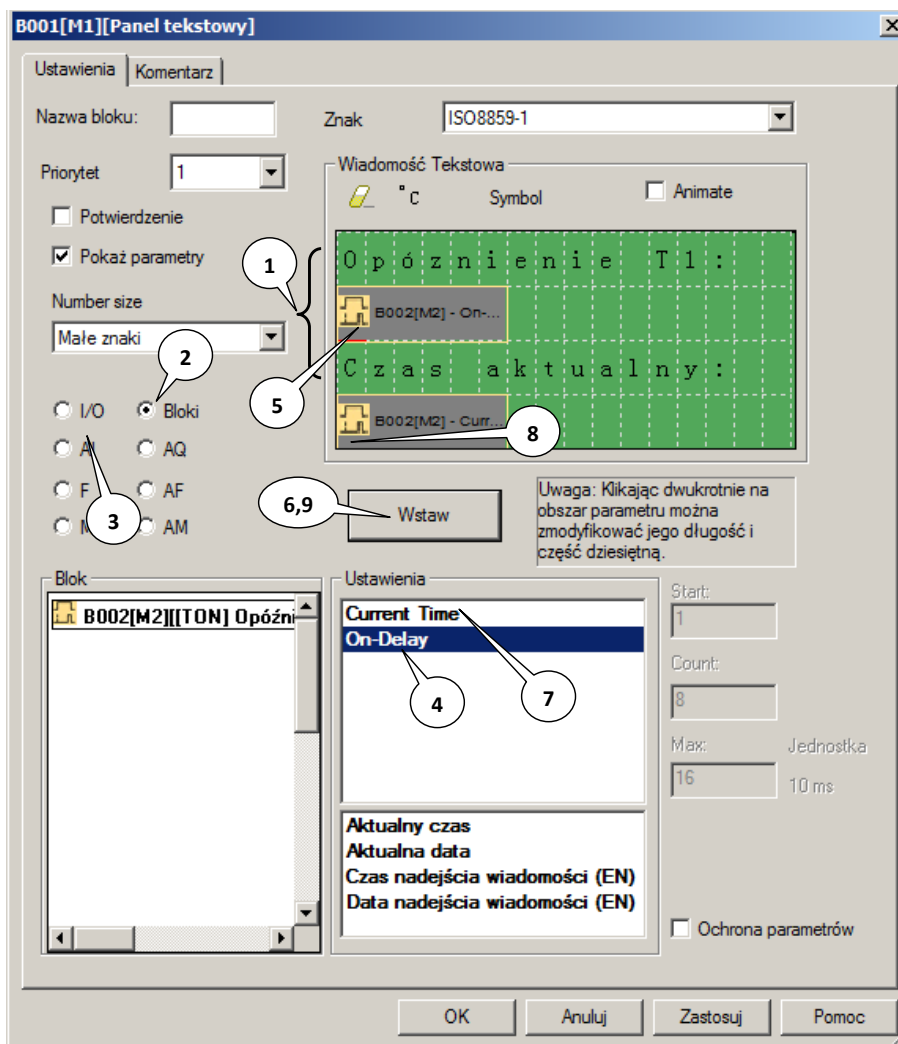 B001[M1][Panel tekstowy]
Ustawienia
Komentarz
Nazwa bloku:
Znak
ISO8859-1
Priorytet
1
Wiadomość Tekstowa
°C
Symbol
Animate
Potwierdzenie
Pokaż parametry
Number size
Małe znaki
1
Opóźnienie T1:
B002[M2] - On-...
Czas aktualny:
B002[M2] - Curr...
2
5
8
I/O
Bloki
AQ
F
AF
AM
3
6,9
Wstaw
Uwaga: Klikając dwukrotnie na
obszar parametru można
zmodyfikować jego długość i
część dziesiętną.
Blok
B002[M2][[TON] Opóźni
Ustawienia
Current Time
On-Delay
4
7
Start:
1
Count:
8
Max:
Jednostka
16
10 ms
Aktualny czas
Aktualna data
Czas nadejścia wiadomości (EN)
Data nadejścia wiadomości (EN)
Ochrona parametrów
OK
Anuluj
Zastosuj
Pomoc